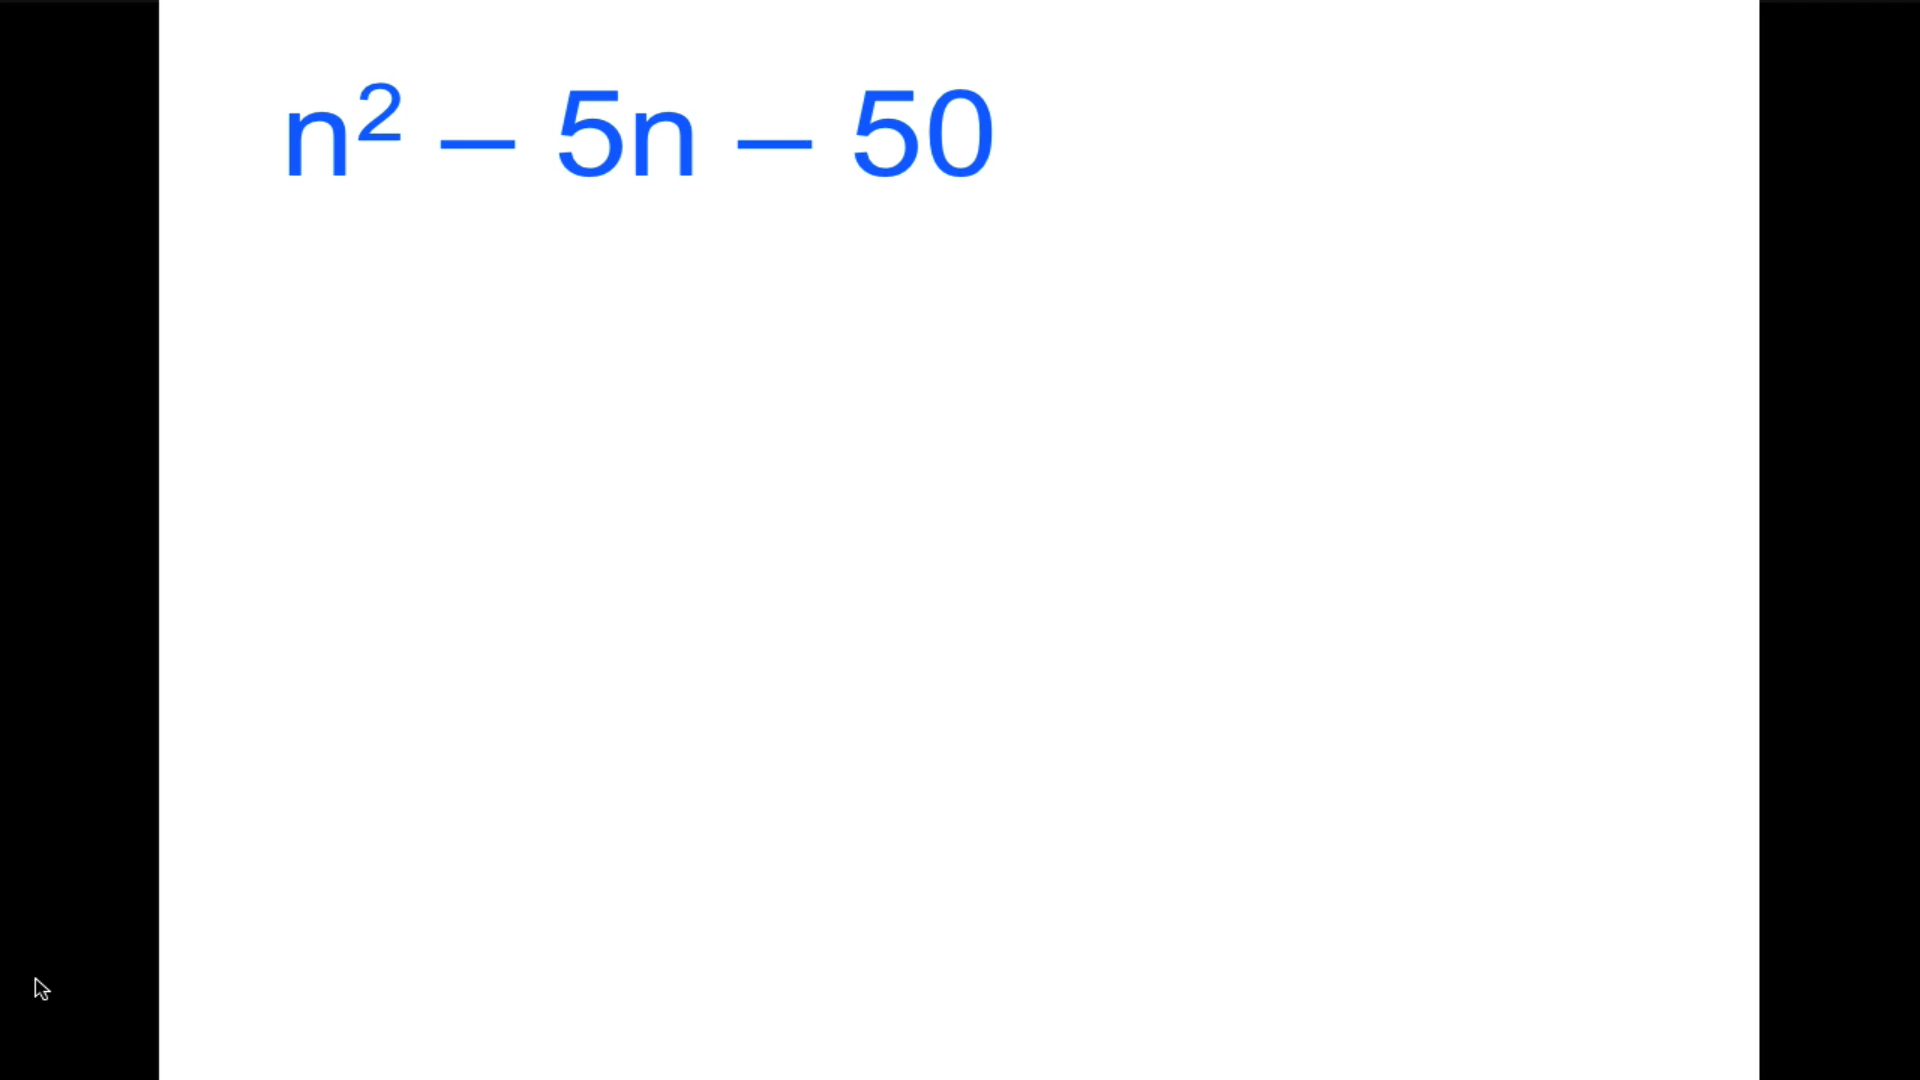 n² – 5n – 50